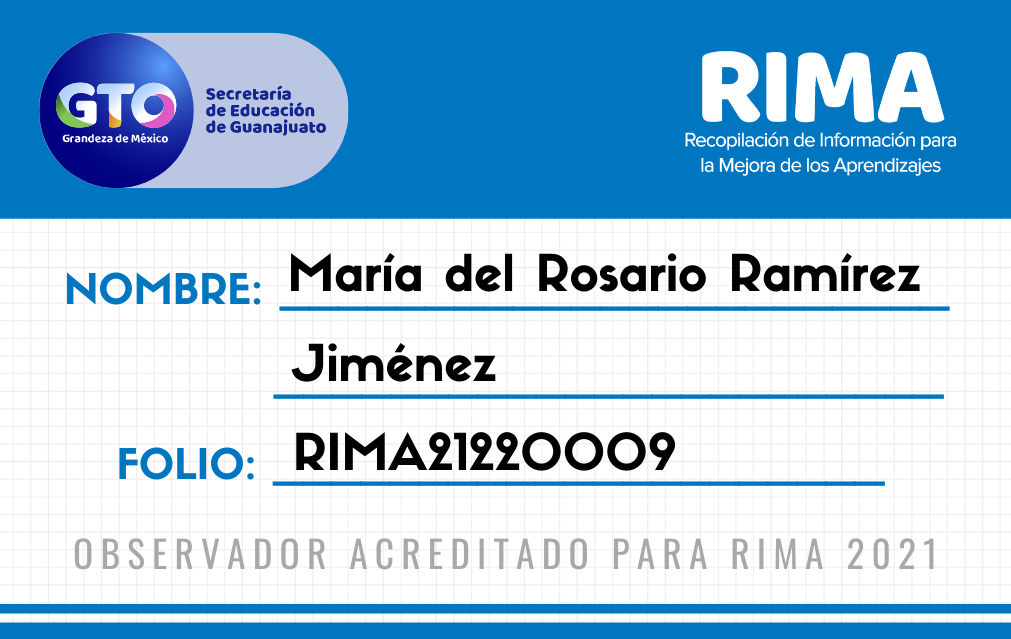 GTO
Grandeza de México
Secretaría
de Educación
de Guanajuato
RIMA
Recopilación de Información para
la Mejora de los Aprendizajes
NOMBRE: María del Rosario Ramírez
Jiménez
FOLIO: RIMA21220009
OBSERVADOR ACREDITADO PARA RIMA 2021